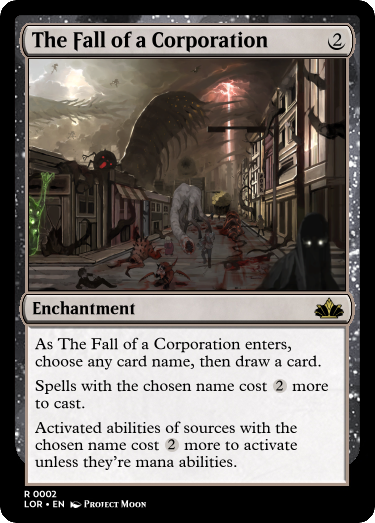 The Fall of a Corporation 2
Enchantment
As The Fall of a Corporation enters,
choose any card name, then draw a card.
Spells with the chosen name cost 2 more
to cast.
Activated abilities of sources with the
chosen name cost 2 more to activate
unless they're mana abilities.
R 0002
LOR • EN Project Moon